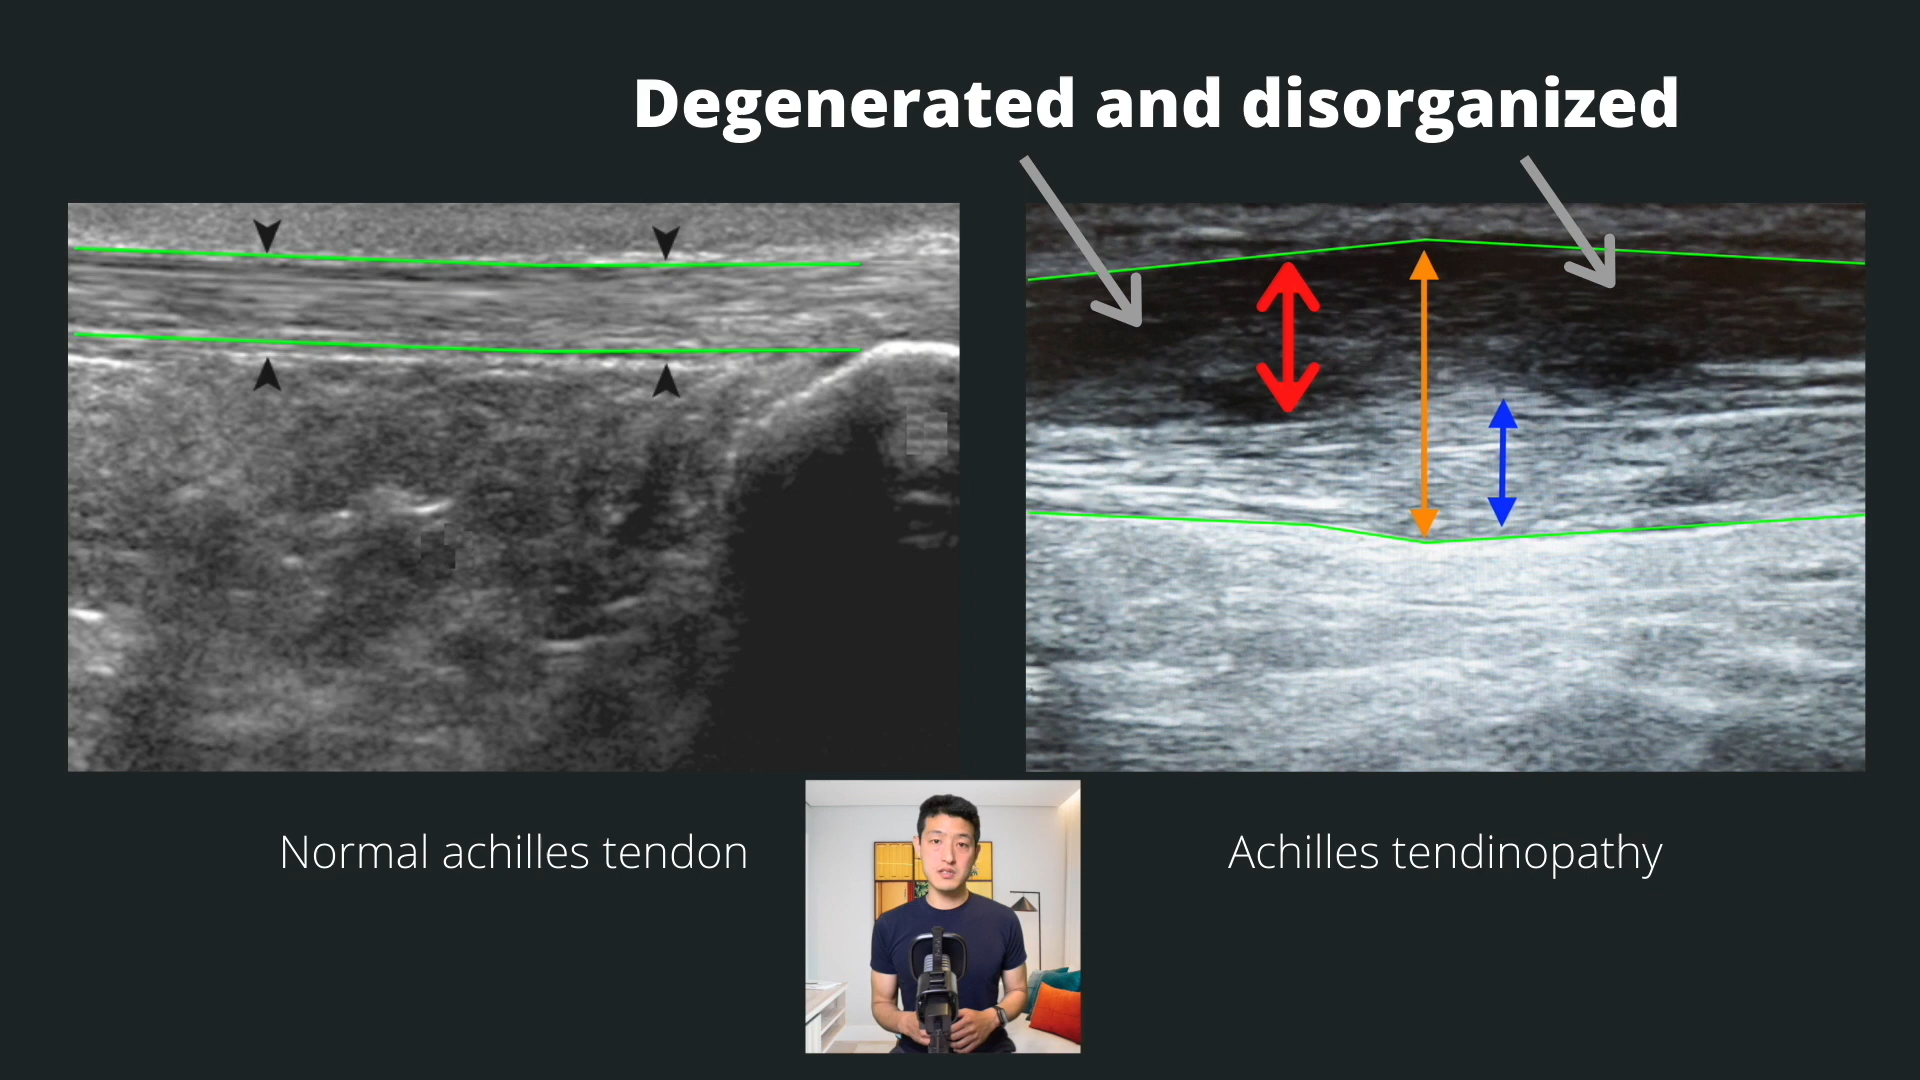 Degenerated and disorganized
Normal achilles tendon
Achilles tendinopathy